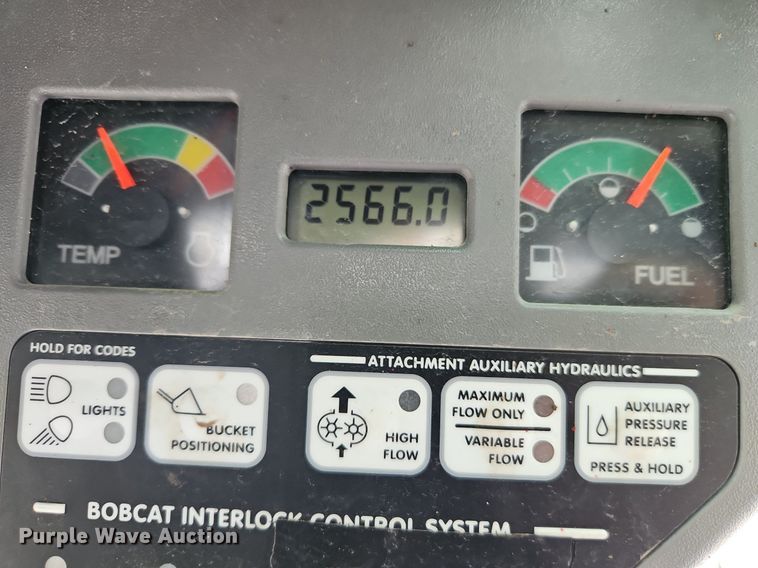 2566.0
TEMP
FUEL
HOLD FOR CODES
LIGHTS
BUCKET
POSITIONING
ATTACHMENT AUXILIARY HYDRAULICS
HIGH
FLOW
MAXIMUM
FLOW ONLY
VARIABLE
FLOW
AUXILIARY
PRESSURE
RELEASE
PRESS & HOLD
BOBCAT INTERLOCK CONTROL SYSTEM
Purple Wave Auction